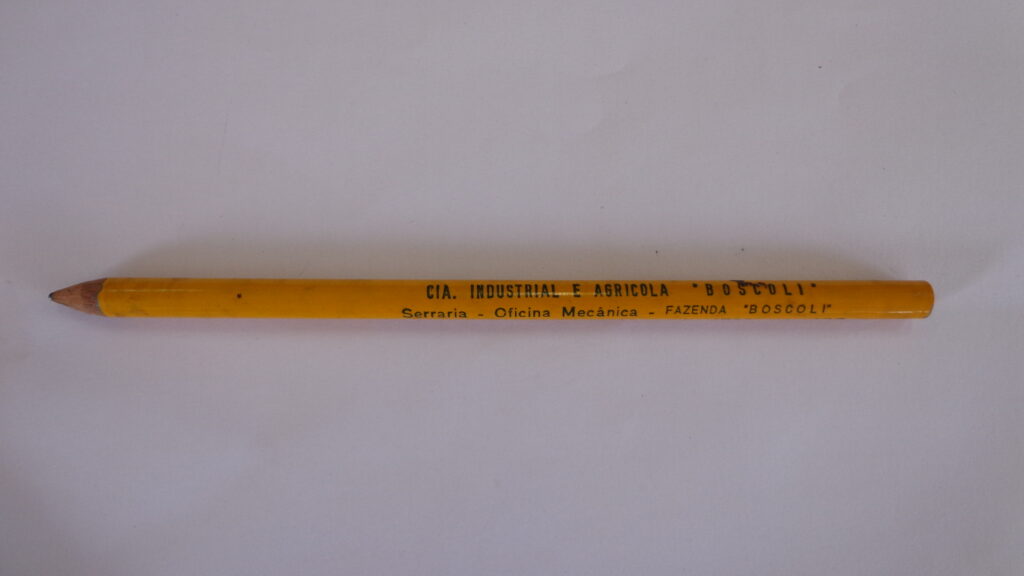 CIA. INDUSTRIAL E AGRICOLA "BOSCOLI"
Serraria - Oficina Mecânica - FAZENDA "BOSCOLI"